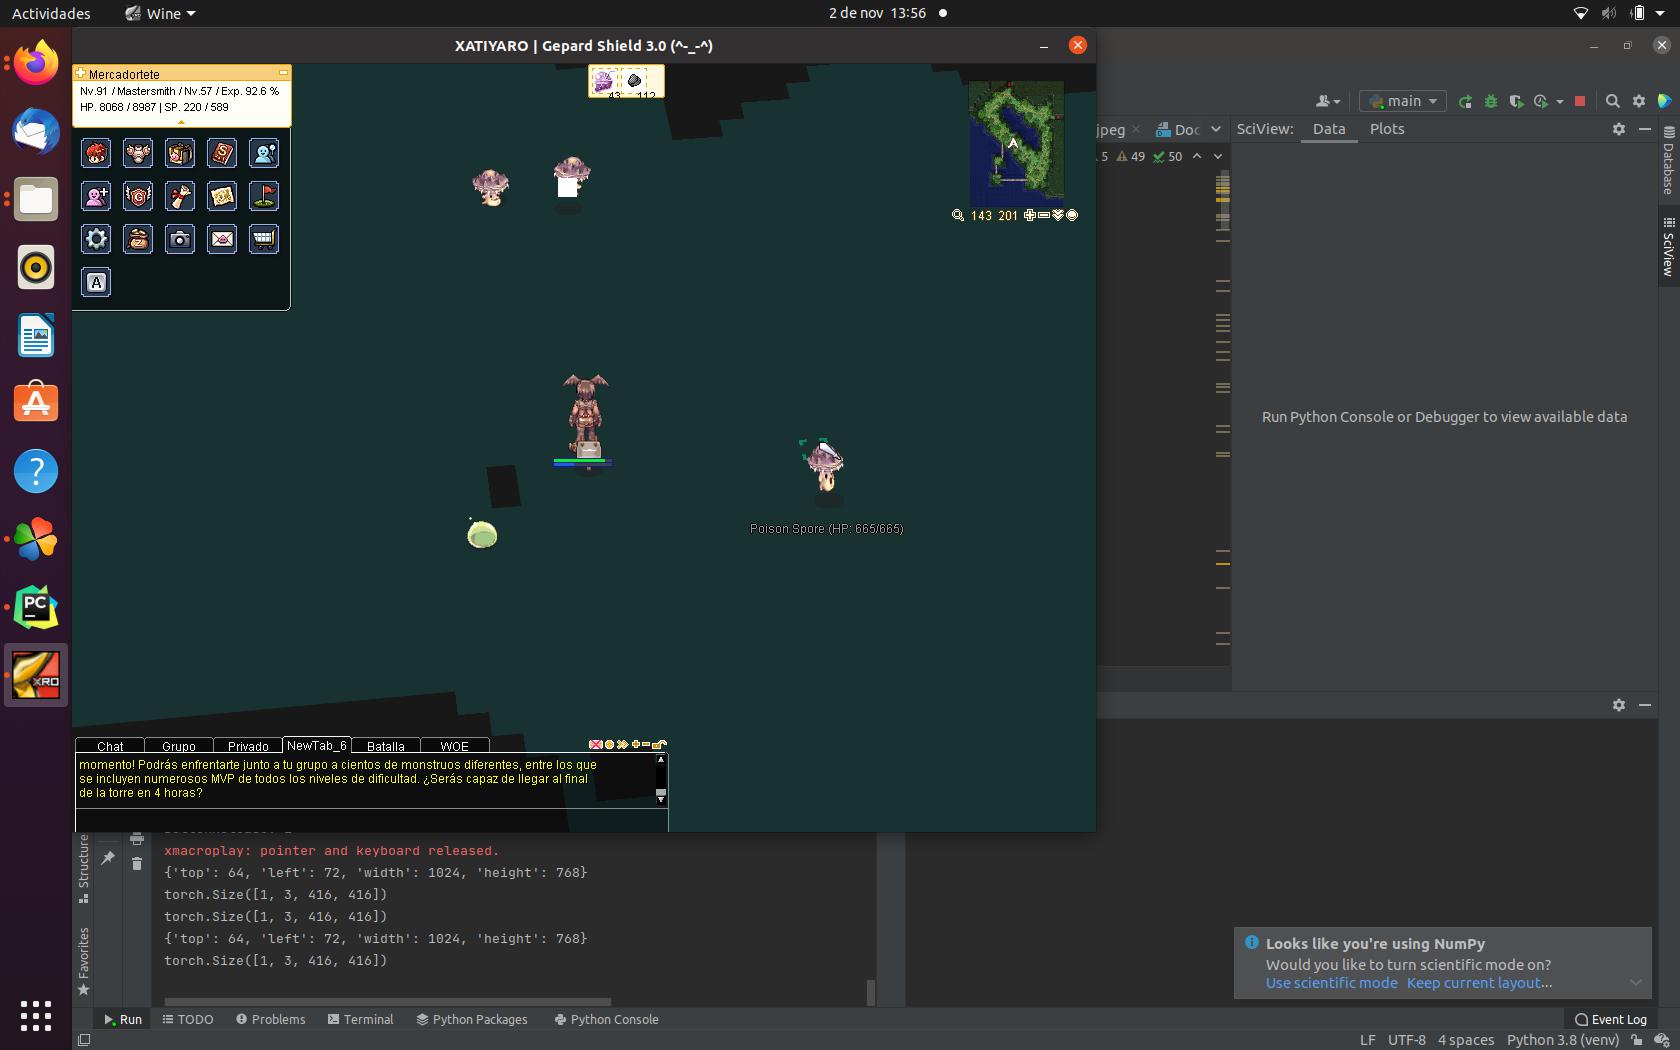 Actividades
Wine
2 de nov 13:56
XATIYARO | Gepard Shield 3.0 (^-_-^)
Mercadortete
Nv.91 / Mastersmith / Nv.57 / Exp. 92.6 %
HP. 8068 / 8987 | SP. 220 / 589
43 112
A
G
S
A
143 201
Poison Spore (HP: 665/665)
Chat Grupo Privado NewTab_6 Batalla WOE
momento! Podrás enfrentarte junto a tu grupo a cientos de monstruos diferentes, entre los que
se incluyen numerosos MVP de todos los niveles de dificultad. ¿Serás capaz de llegar al final
de la torre en 4 horas?
main
jpeg
Doc
SciView: Data Plots
5 49 50
Database
SciView
Run Python Console or Debugger to view available data
PC
XRO
Structure
Favorites
xmacroplay: pointer and keyboard released.
{'top': 64, 'left': 72, 'width': 1024, 'height': 768}
torch.Size([1, 3, 416, 416])
torch.Size([1, 3, 416, 416])
{'top': 64, 'left': 72, 'width': 1024, 'height': 768}
torch.Size([1, 3, 416, 416])
Looks like you're using NumPy
Would you like to turn scientific mode on?
Use scientific mode Keep current layout...
Run TODO Problems Terminal Python Packages Python Console
Event Log
LF UTF-8 4 spaces Python 3.8 (venv)